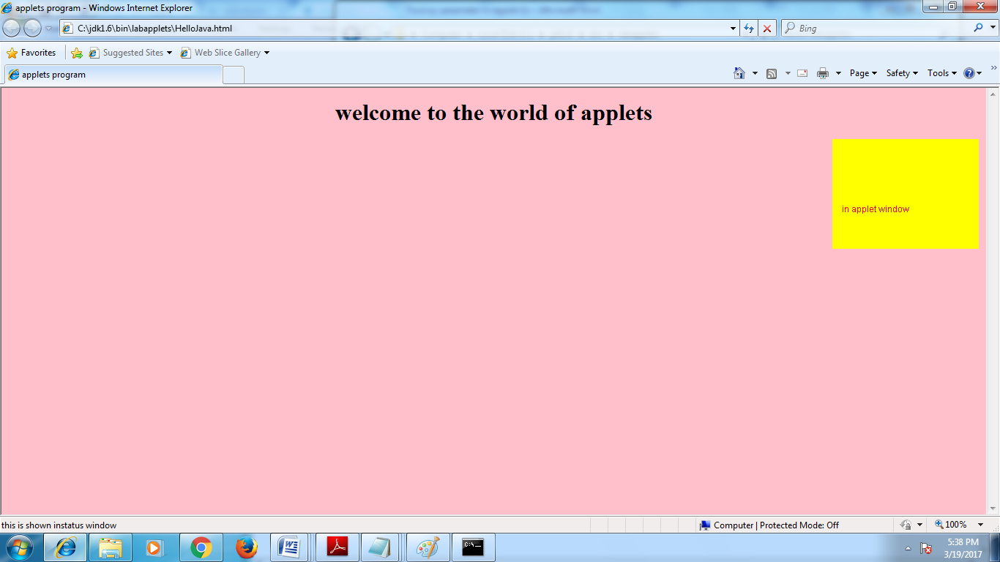 applets program - Windows Internet Explorer
C:\jdk1.6\bin\labapplets\HelloJava.html
Bing
Favorites Suggested Sites Web Slice Gallery
applets program
Page Safety Tools
welcome to the world of applets
in applet window
this is shown instatus window
Computer | Protected Mode: Off
100%
C:\
5:38 PM
3/19/2017